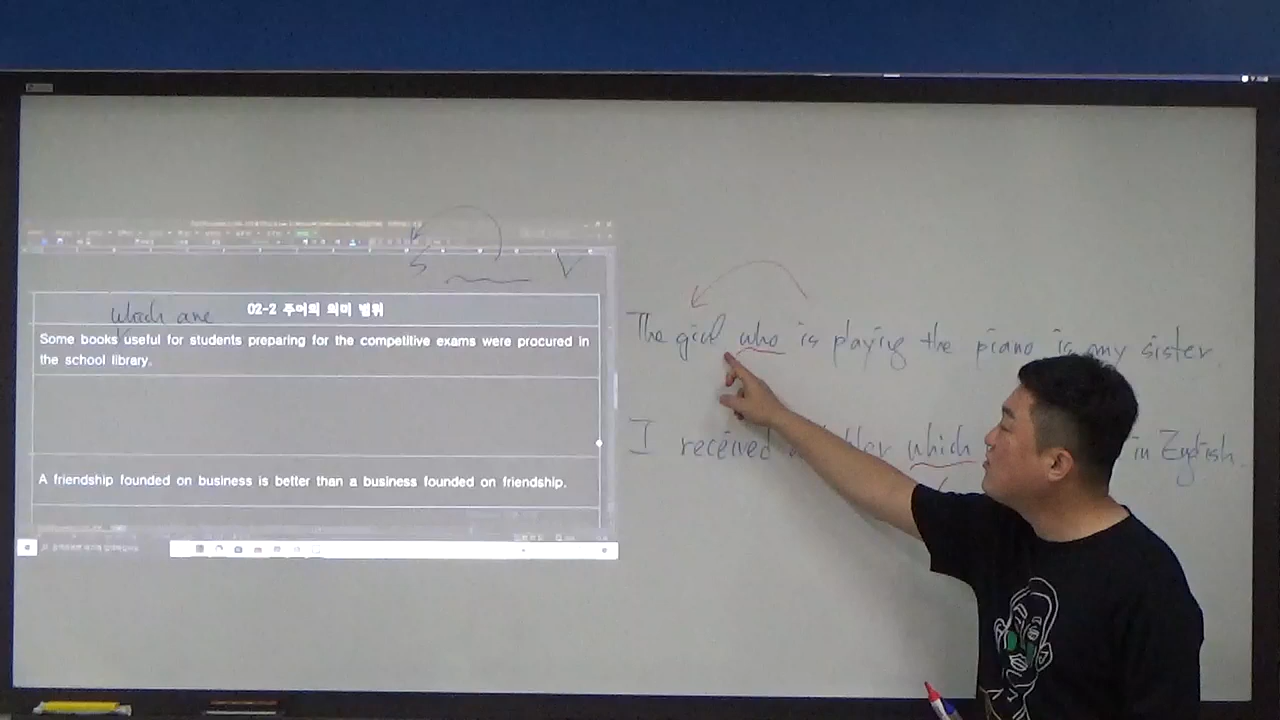 S V
which are
02-2 주어의 의미 범위
Some books useful for students preparing for the competitive exams were procured in
the school library.
A friendship founded on business is better than a business founded on friendship.
The girl who is playing the piano is my sister.
I received which in English.